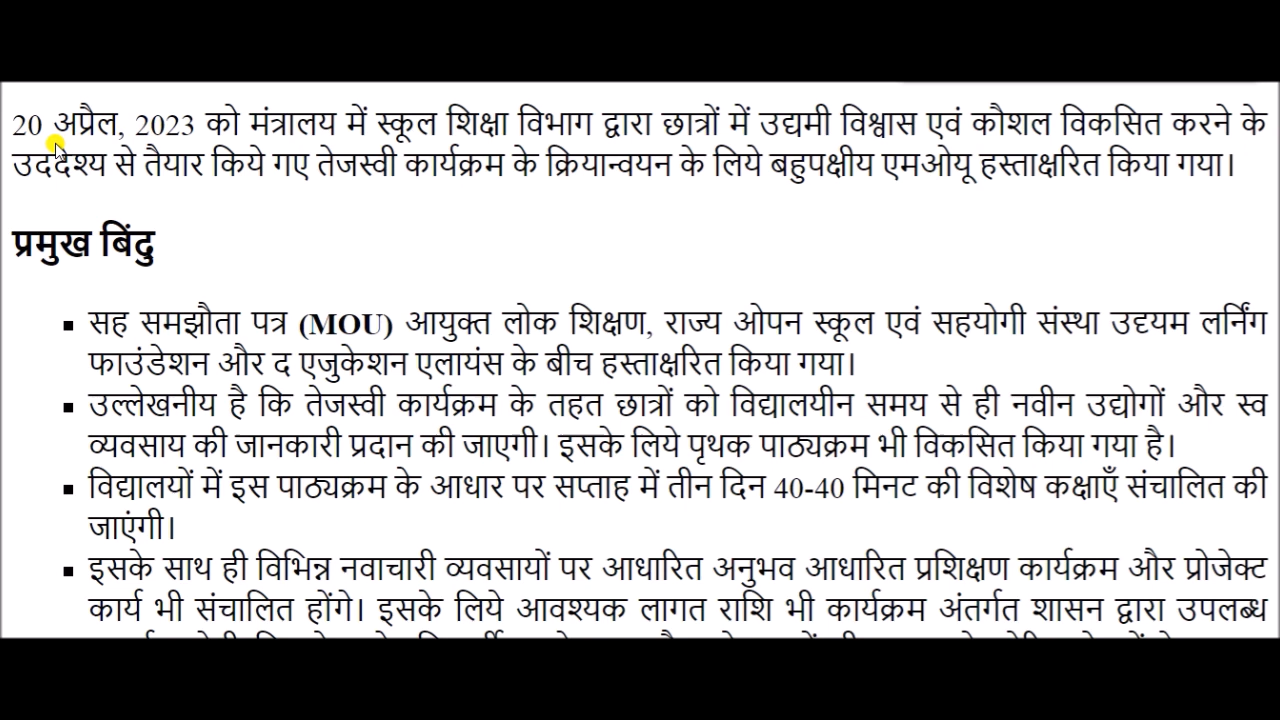 20 अप्रैल, 2023 को मंत्रालय में स्कूल शिक्षा विभाग द्वारा छात्रों में उद्यमी विश्वास एवं कौशल विकसित करने के
उददेश्य से तैयार किये गए तेजस्वी कार्यक्रम के क्रियान्वयन के लिये बहुपक्षीय एमओयू हस्ताक्षरित किया गया।
प्रमुख बिंदु
सह समझौता पत्र (MOU) आयुक्त लोक शिक्षण, राज्य ओपन स्कूल एवं सहयोगी संस्था उद्दयम लर्निंग
फाउंडेशन और द एजुकेशन एलायंस के बीच हस्ताक्षरित किया गया।
उल्लेखनीय है कि तेजस्वी कार्यक्रम के तहत छात्रों को विद्यालयीन समय से ही नवीन उद्योगों और स्व
व्यवसाय की जानकारी प्रदान की जाएगी। इसके लिये पृथक पाठ्यक्रम भी विकसित किया गया है।
विद्यालयों में इस पाठ्यक्रम के आधार पर सप्ताह में तीन दिन 40-40 मिनट की विशेष कक्षाएँ संचालित की
जाएंगी।
इसके साथ ही विभिन्न नवाचारी व्यवसायों पर आधारित अनुभव आधारित प्रशिक्षण कार्यक्रम और प्रोजेक्ट
कार्य भी संचालित होंगे। इसके लिये आवश्यक लागत राशि भी कार्यक्रम अंतर्गत शासन द्वारा उपलब्ध